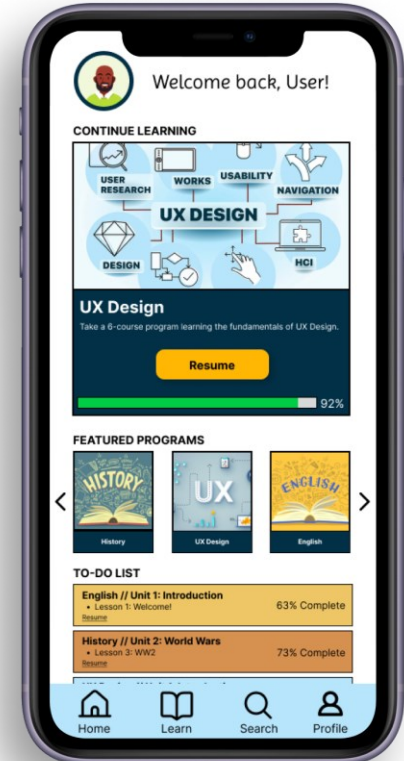 Welcome back, User!
CONTINUE LEARNING
USER
RESEARCH
WORKS
USABILITY
NAVIGATION
UX DESIGN
DESIGN
HCI
UX Design
Take a 6-course program learning the fundamentals of UX Design.
Resume
92%
FEATURED PROGRAMS
HISTORY
UX
ENGLISH
History
UX Design
English
TO-DO LIST
English // Unit 1: Introduction
• Lesson 1: Welcome!
63% Complete
Resume
History // Unit 2: World Wars
• Lesson 3: WW2
73% Complete
Resume
Home
Learn
Search
Profile